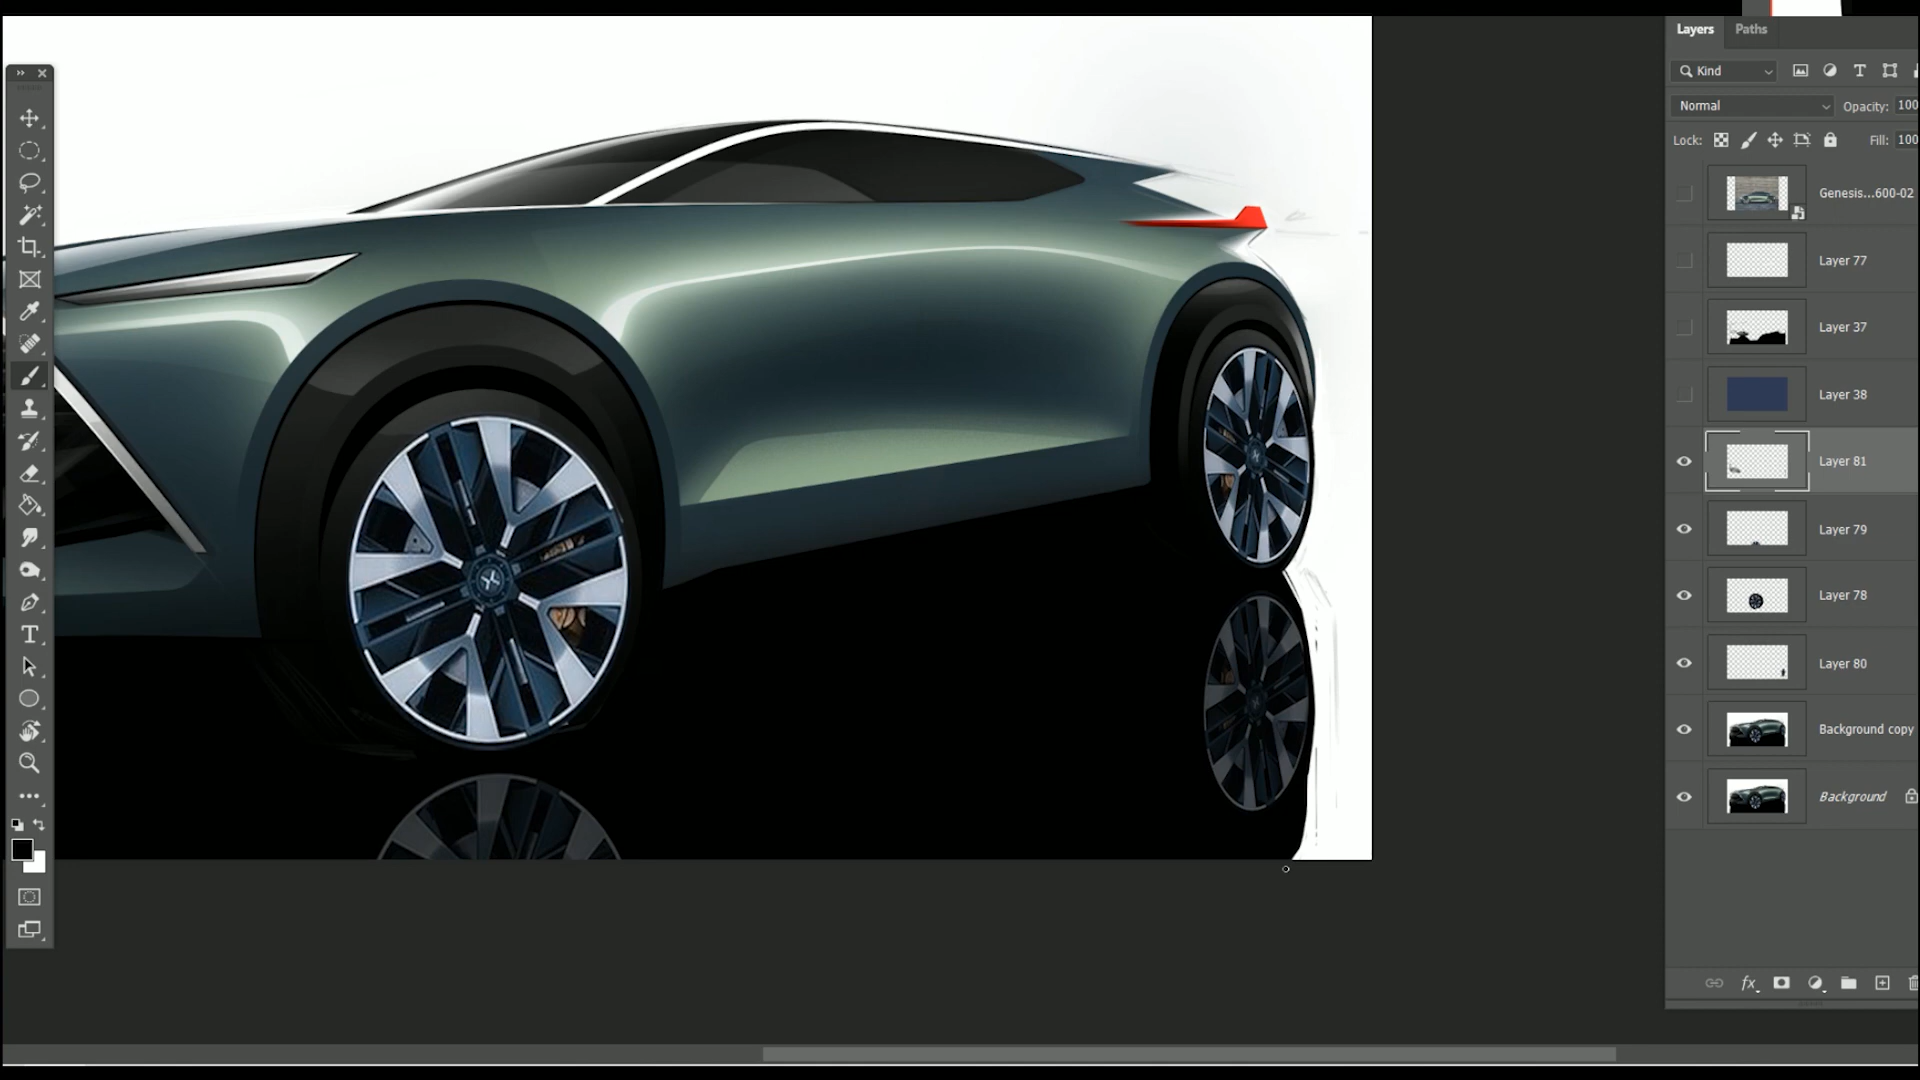 Layers Paths
Kind
Normal Opacity: 100
Lock: Fill: 100
Genesis...600-02
Layer 77
Layer 37
Layer 38
Layer 81
Layer 79
Layer 78
Layer 80
Background copy
Background
fx